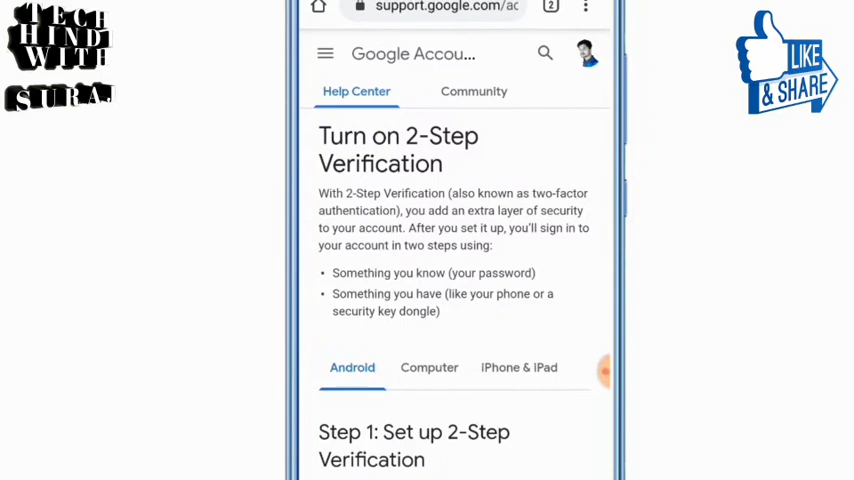 TECH
HINDI
WITH
SURAJ
LIKE
& SHARE
support.google.com/ac
2
Google Accou...
Help Center
Community
Turn on 2-Step
Verification
With 2-Step Verification (also known as two-factor
authentication), you add an extra layer of security
to your account. After you set it up, you'll sign in to
your account in two steps using:
• Something you know (your password)
• Something you have (like your phone or a
security key dongle)
Android Computer iPhone & iPad
Step 1: Set up 2-Step
Verification